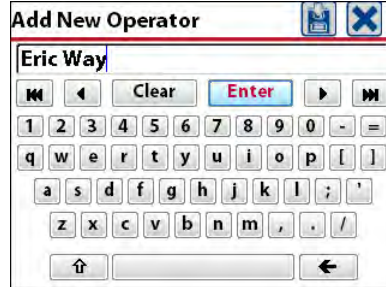 Add New Operator
Eric Way
Clear Enter
1 2 3 4 5 6 7 8 9 0 - =
q w e r t y u i o p [ ]
a s d f g h j k l ; '
z x c v b n m , . /